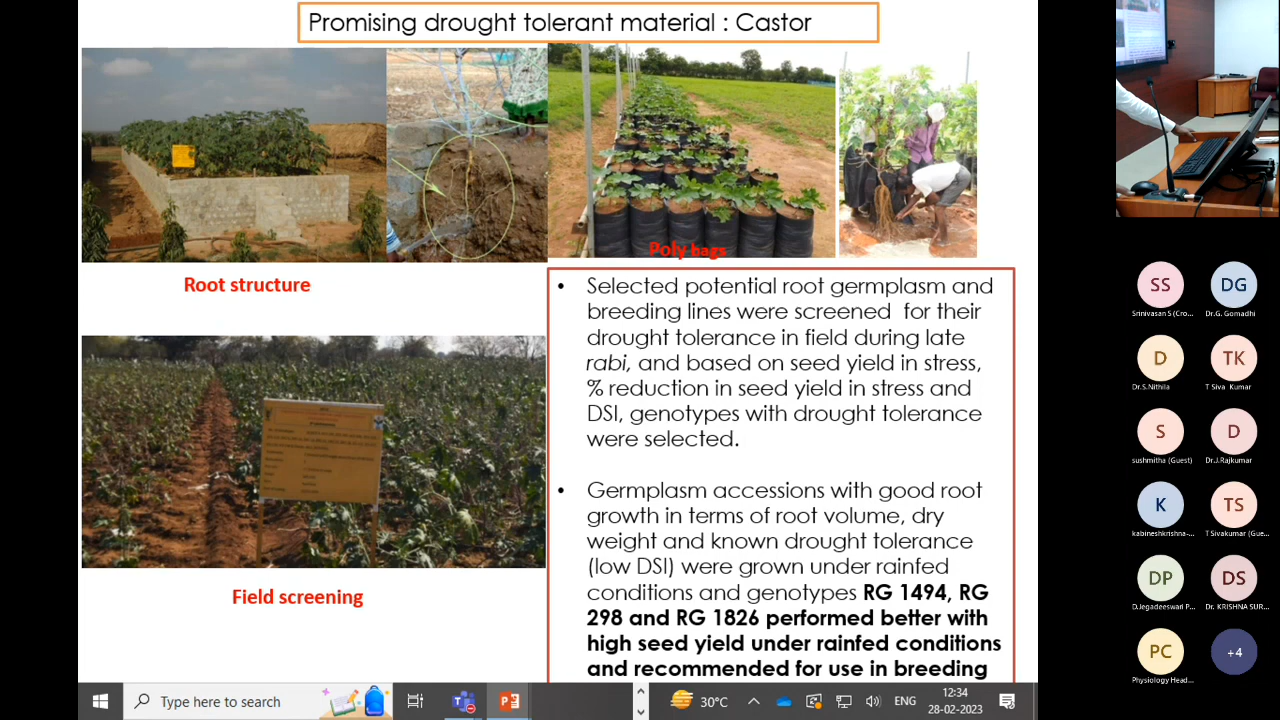 Promising drought tolerant material : Castor
Poly bags
Root structure
Field screening
• Selected potential root germplasm and
breeding lines were screened for their
drought tolerance in field during late
rabi, and based on seed yield in stress,
% reduction in seed yield in stress and
DSI, genotypes with drought tolerance
were selected.
• Germplasm accessions with good root
growth in terms of root volume, dry
weight and known drought tolerance
(low DSI) were grown under rainfed
conditions and genotypes RG 1494, RG
298 and RG 1826 performed better with
high seed yield under rainfed conditions
and recommended for use in breeding
SS
Srinivasan S (Cro...
DG
Dr.G. Gomadhi
D
Dr.S.Nithila
TK
T Siva Kumar
S
sushmitha (Guest)
D
Dr.J.Rajkumar
K
kabineshkrishna-...
TS
T Sivakumar (Gue...
DP
D.Jegadeeswari P...
DS
Dr. KRISHNA SUR...
PC
Physiology Head...
+4
Type here to search
30°C
ENG
12:34
28-02-2023